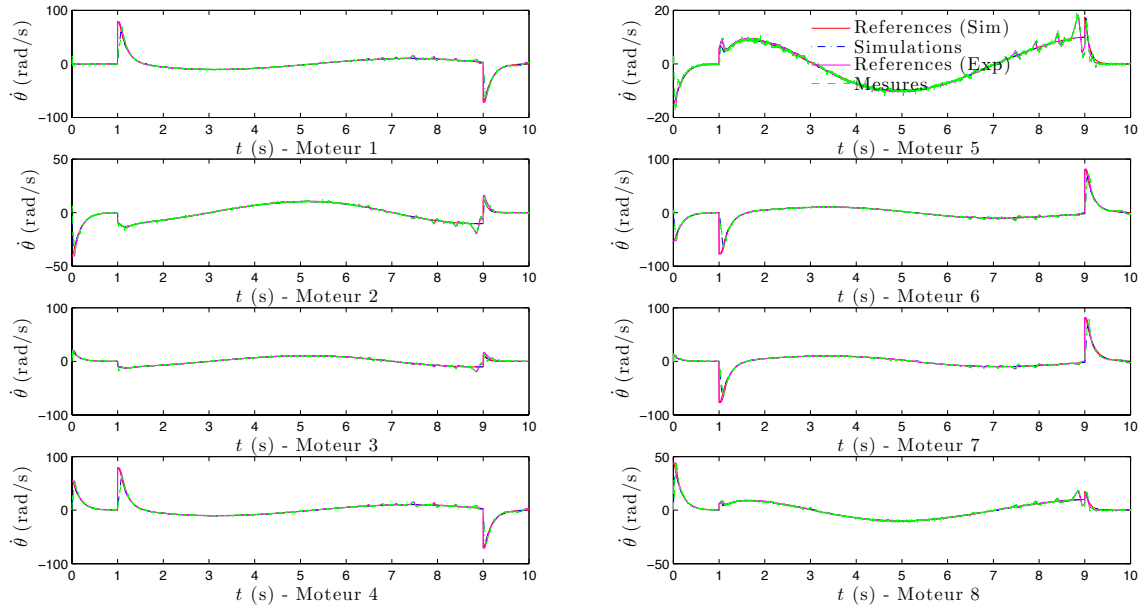 100
0
−100
θ̇ (rad/s)
0 1 2 3 4 5 6 7 8 9 10
t (s) - Moteur 1
50
0
−50
θ̇ (rad/s)
0 1 2 3 4 5 6 7 8 9 10
t (s) - Moteur 2
100
0
−100
θ̇ (rad/s)
0 1 2 3 4 5 6 7 8 9 10
t (s) - Moteur 3
100
0
−100
θ̇ (rad/s)
0 1 2 3 4 5 6 7 8 9 10
t (s) - Moteur 4
20
0
−20
θ̇ (rad/s)
References (Sim)
Simulations
References (Exp)
Mesures
0 1 2 3 4 5 6 7 8 9 10
t (s) - Moteur 5
100
0
−100
θ̇ (rad/s)
0 1 2 3 4 5 6 7 8 9 10
t (s) - Moteur 6
100
0
−100
θ̇ (rad/s)
0 1 2 3 4 5 6 7 8 9 10
t (s) - Moteur 7
50
0
−50
θ̇ (rad/s)
0 1 2 3 4 5 6 7 8 9 10
t (s) - Moteur 8